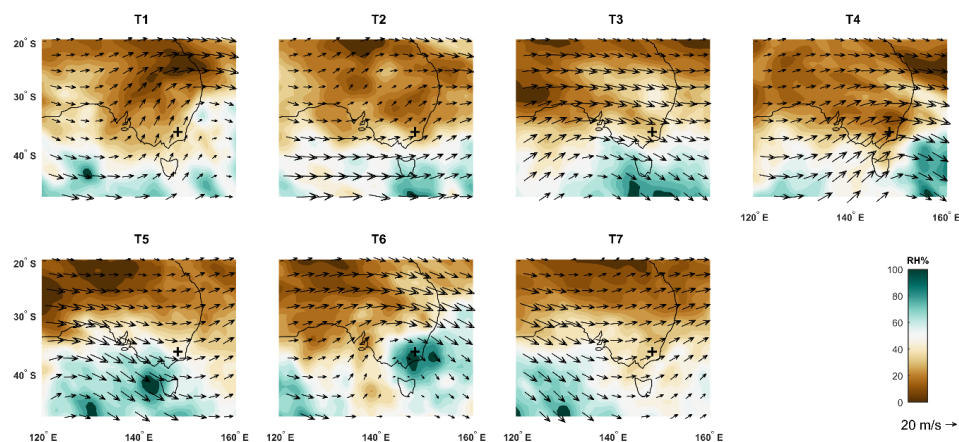 T1 T2 T3 T4
20° S
30° S
40° S
120° E 140° E 160° E
T5 T6 T7
20° S
30° S
40° S
120° E 140° E 160° E 120° E 140° E 160° E 120° E 140° E 160° E
RH%
100
80
60
40
20
0
20 m/s